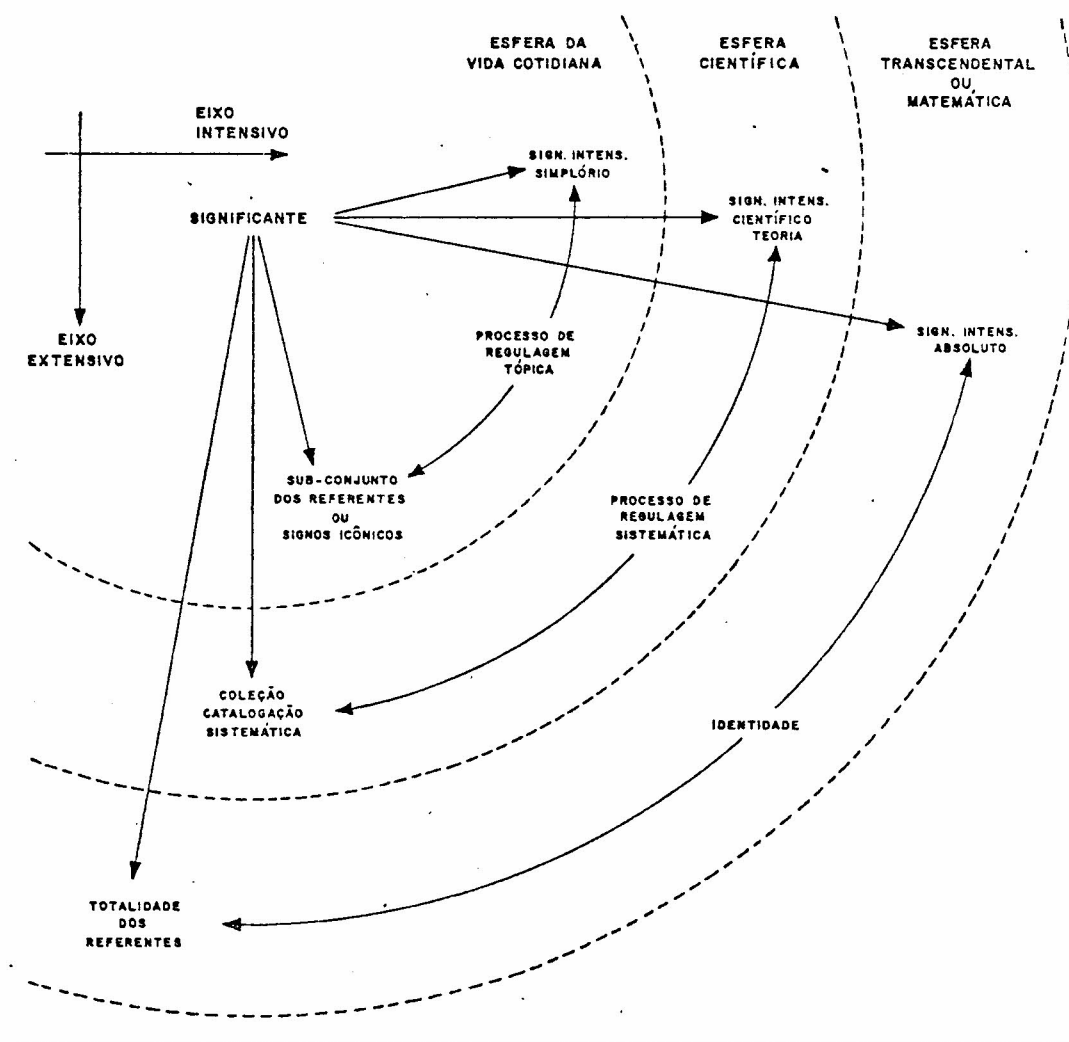 ESFERA DA
VIDA COTIDIANA
ESFERA
CIENTÍFICA
ESFERA
TRANSCENDENTAL
OU
MATEMÁTICA
EIXO
INTENSIVO
SIGN. INTENS.
SIMPLÓRIO
SIGNIFICANTE
SIGN. INTENS.
CIENTÍFICO
TEORIA
EIXO
EXTENSIVO
PROCESSO DE
REGULAGEM
TÓPICA
SIGN. INTENS.
ABSOLUTO
SUB-CONJUNTO
DOS REFERENTES
OU
SIGNOS ICÔNICOS
PROCESSO DE
REGULAGEM
SISTEMÁTICA
COLEÇÃO
CATALOGAÇÃO
SISTEMÁTICA
IDENTIDADE
TOTALIDADE
DOS
REFERENTES